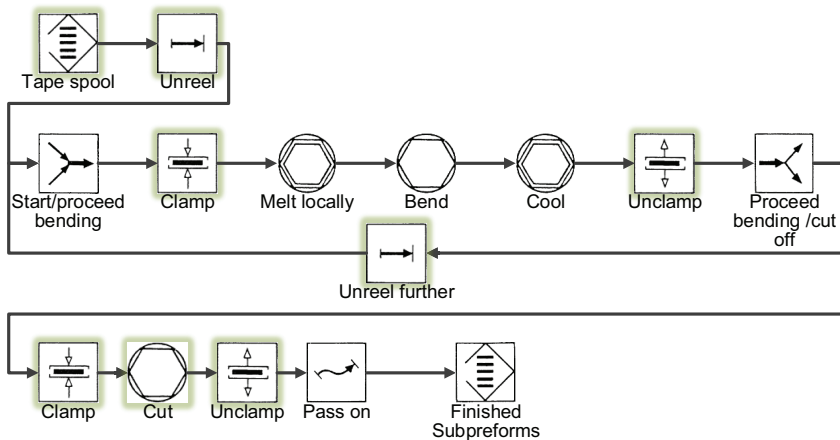 Tape spool
Unreel
Start/proceed
bending
Clamp
Melt locally
Bend
Cool
Unclamp
Proceed
bending /cut
off
Unreel further
Clamp
Cut
Unclamp
Pass on
Finished
Subpreforms